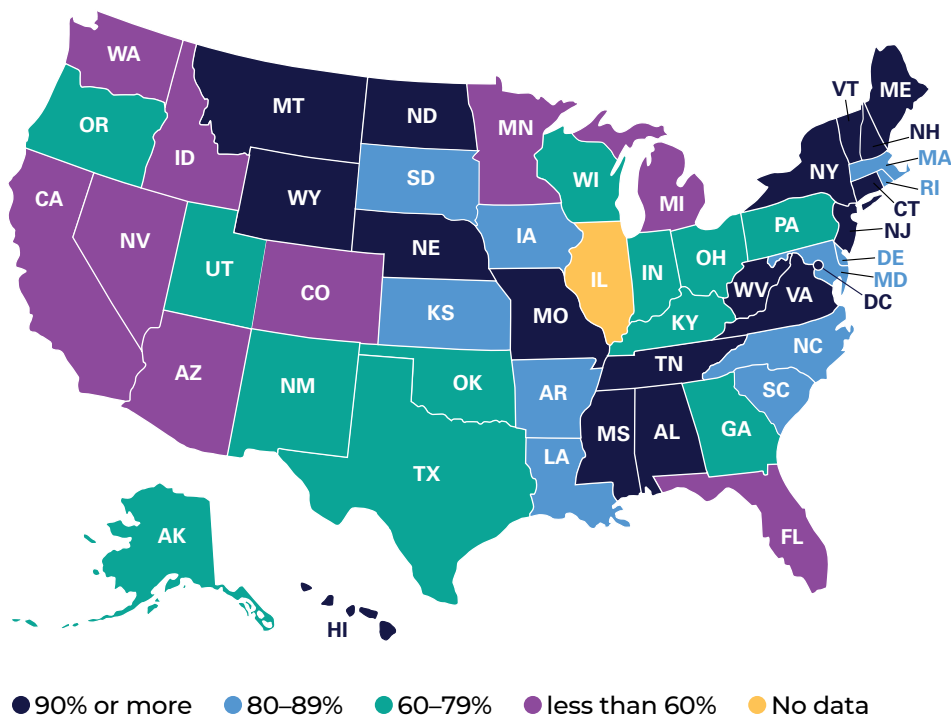 WA
MT
ND
MN
VT
ME
OR
ID
NH
MA
SD
WI
NY
RI
WY
MI
CT
CA
NJ
NV
NE
IA
PA
UT
IL
IN
OH
DE
MD
DC
CO
KS
MO
WV
VA
KY
NC
TN
AZ
NM
OK
AR
SC
MS
AL
GA
LA
TX
AK
FL
HI
90% or more
80–89%
60–79%
less than 60%
No data